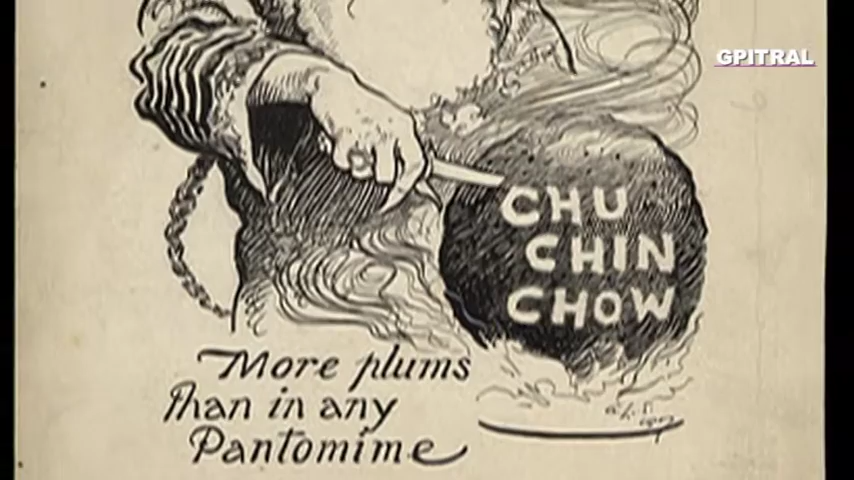 GPITRAL
CHU
CHIN
CHOW
More plums
than in any
Pantomime